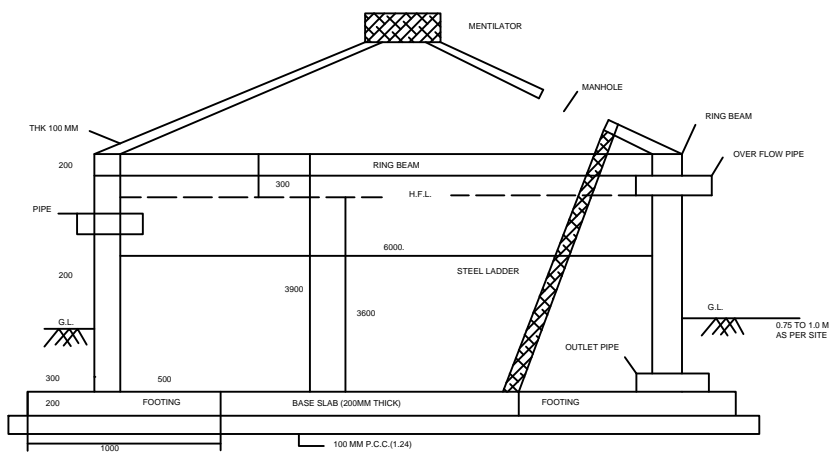 MENTILATOR
MANHOLE
THK 100 MM
RING BEAM
200
RING BEAM
OVER FLOW PIPE
300
H.F.L.
PIPE
6000.
200
STEEL LADDER
3900
3600
G.L.
G.L.
0.75 TO 1.0 M
AS PER SITE
OUTLET PIPE
300
500
200
FOOTING
BASE SLAB (200MM THICK)
FOOTING
1000
100 MM P.C.C.(1.24)